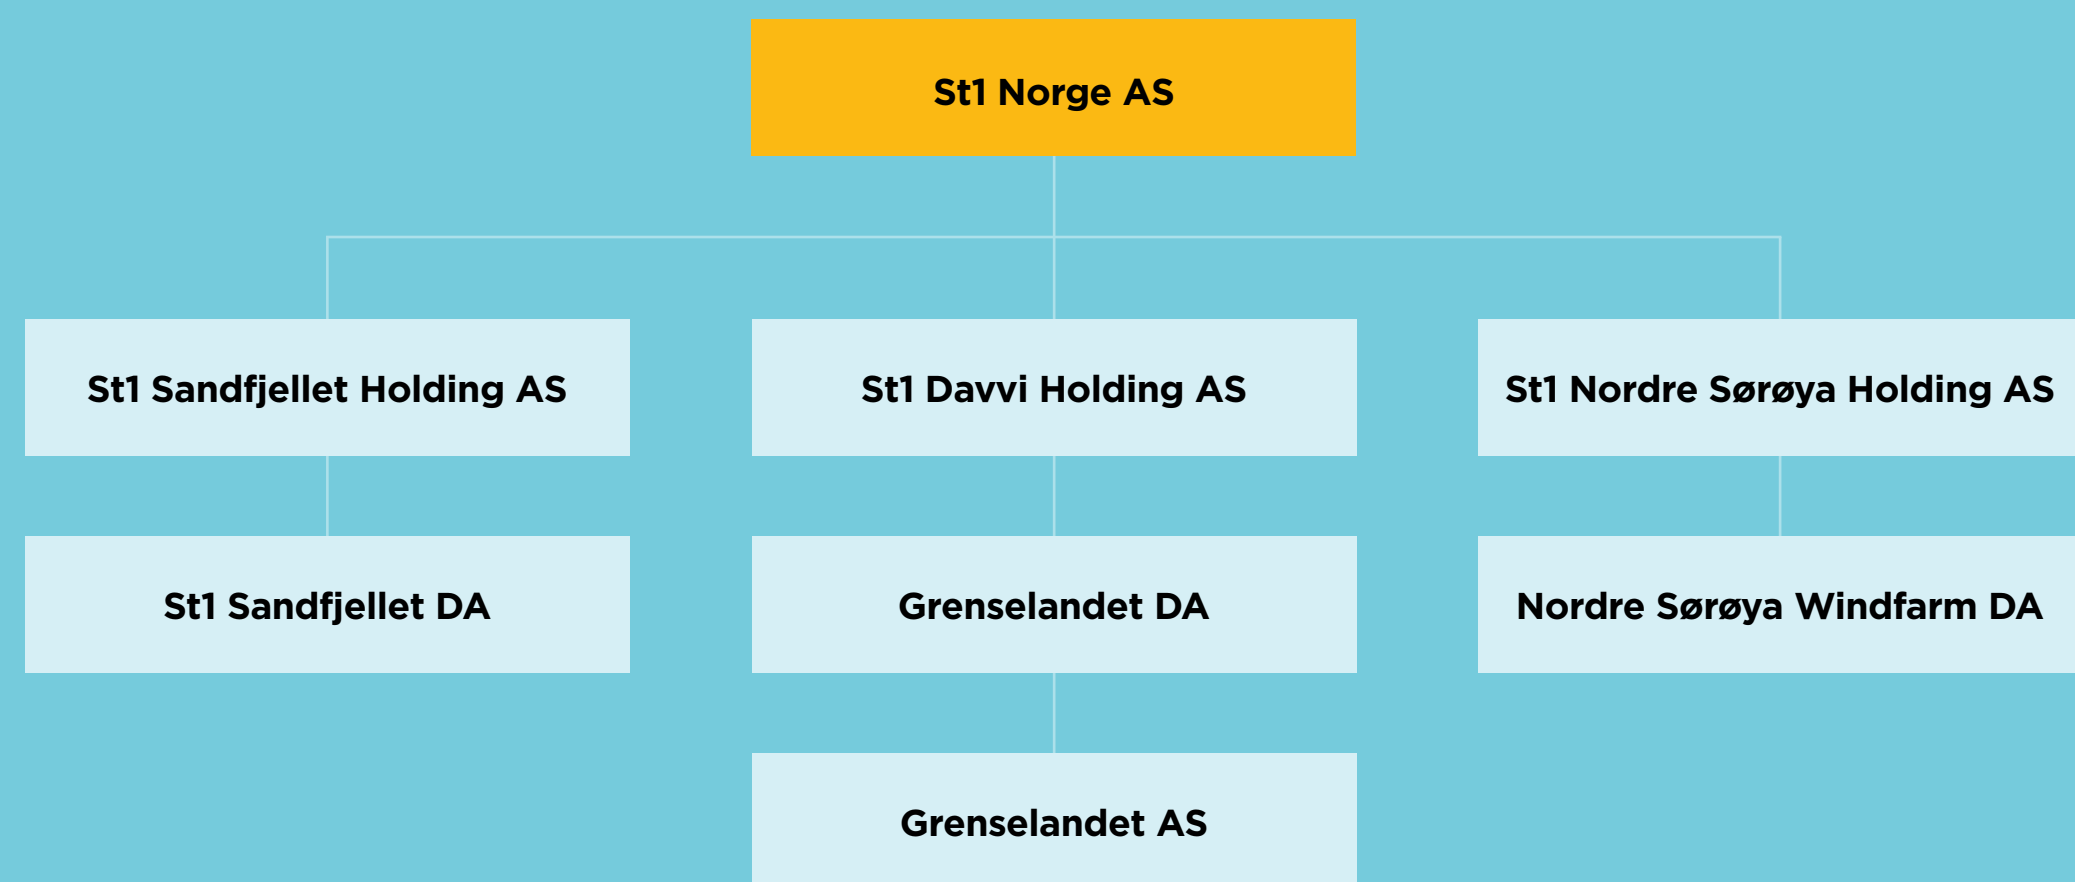 St1 Norge AS
St1 Sandfjellet Holding AS
St1 Davvi Holding AS
St1 Nordre Sørøya Holding AS
St1 Sandfjellet DA
Grenselandet DA
Nordre Sørøya Windfarm DA
Grenselandet AS